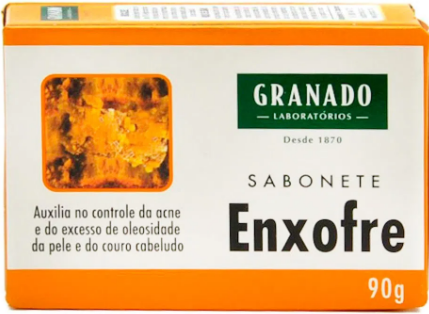 GRANADO
LABORATÓRIOS
Desde 1870
SABONETE
Enxofre
Auxilia no controle da acne
e do excesso de oleosidade
da pele e do couro cabeludo
90g